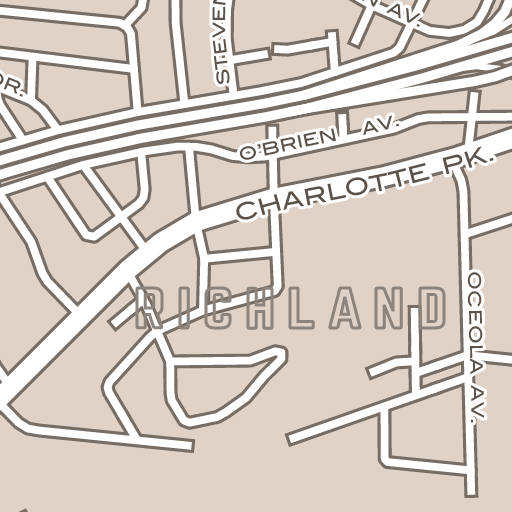 AV.
STEVEN
DR.
O'BRIEN AV.
CHARLOTTE PK.
RICHLAND
OCEOLA AV.